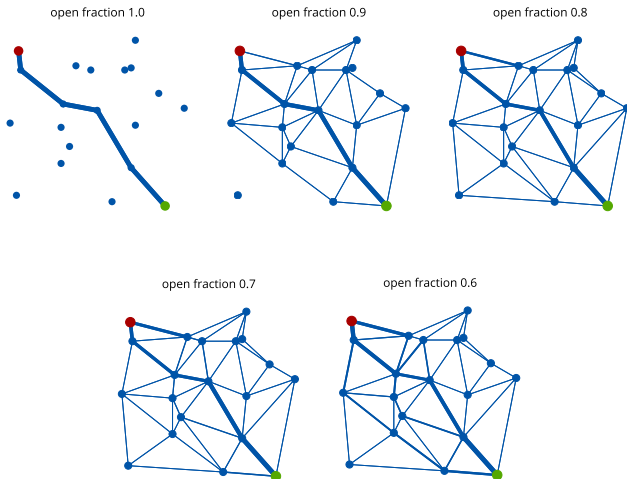 open fraction 1.0
open fraction 0.9
open fraction 0.8
open fraction 0.7
open fraction 0.6